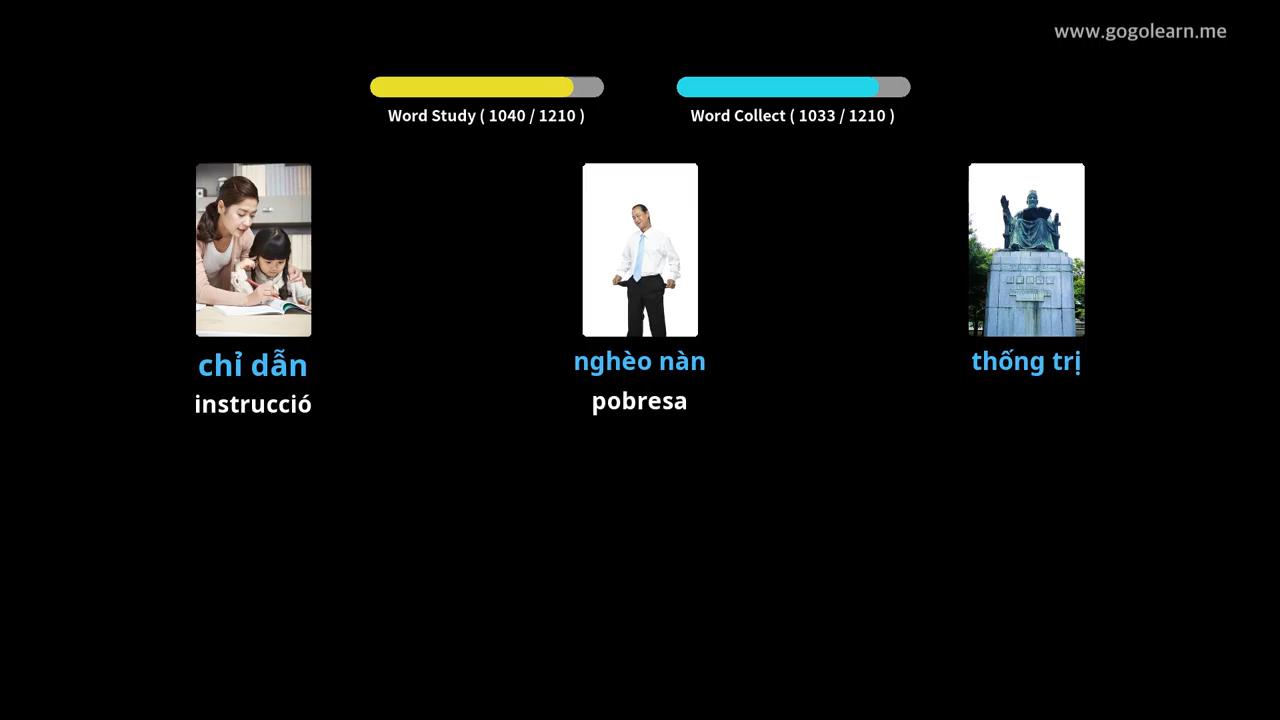 www.gogolearn.me
Word Study ( 1040 / 1210 )
Word Collect ( 1033 / 1210 )
chỉ dẫn
instrucció
nghèo nàn
pobresa
thống trị